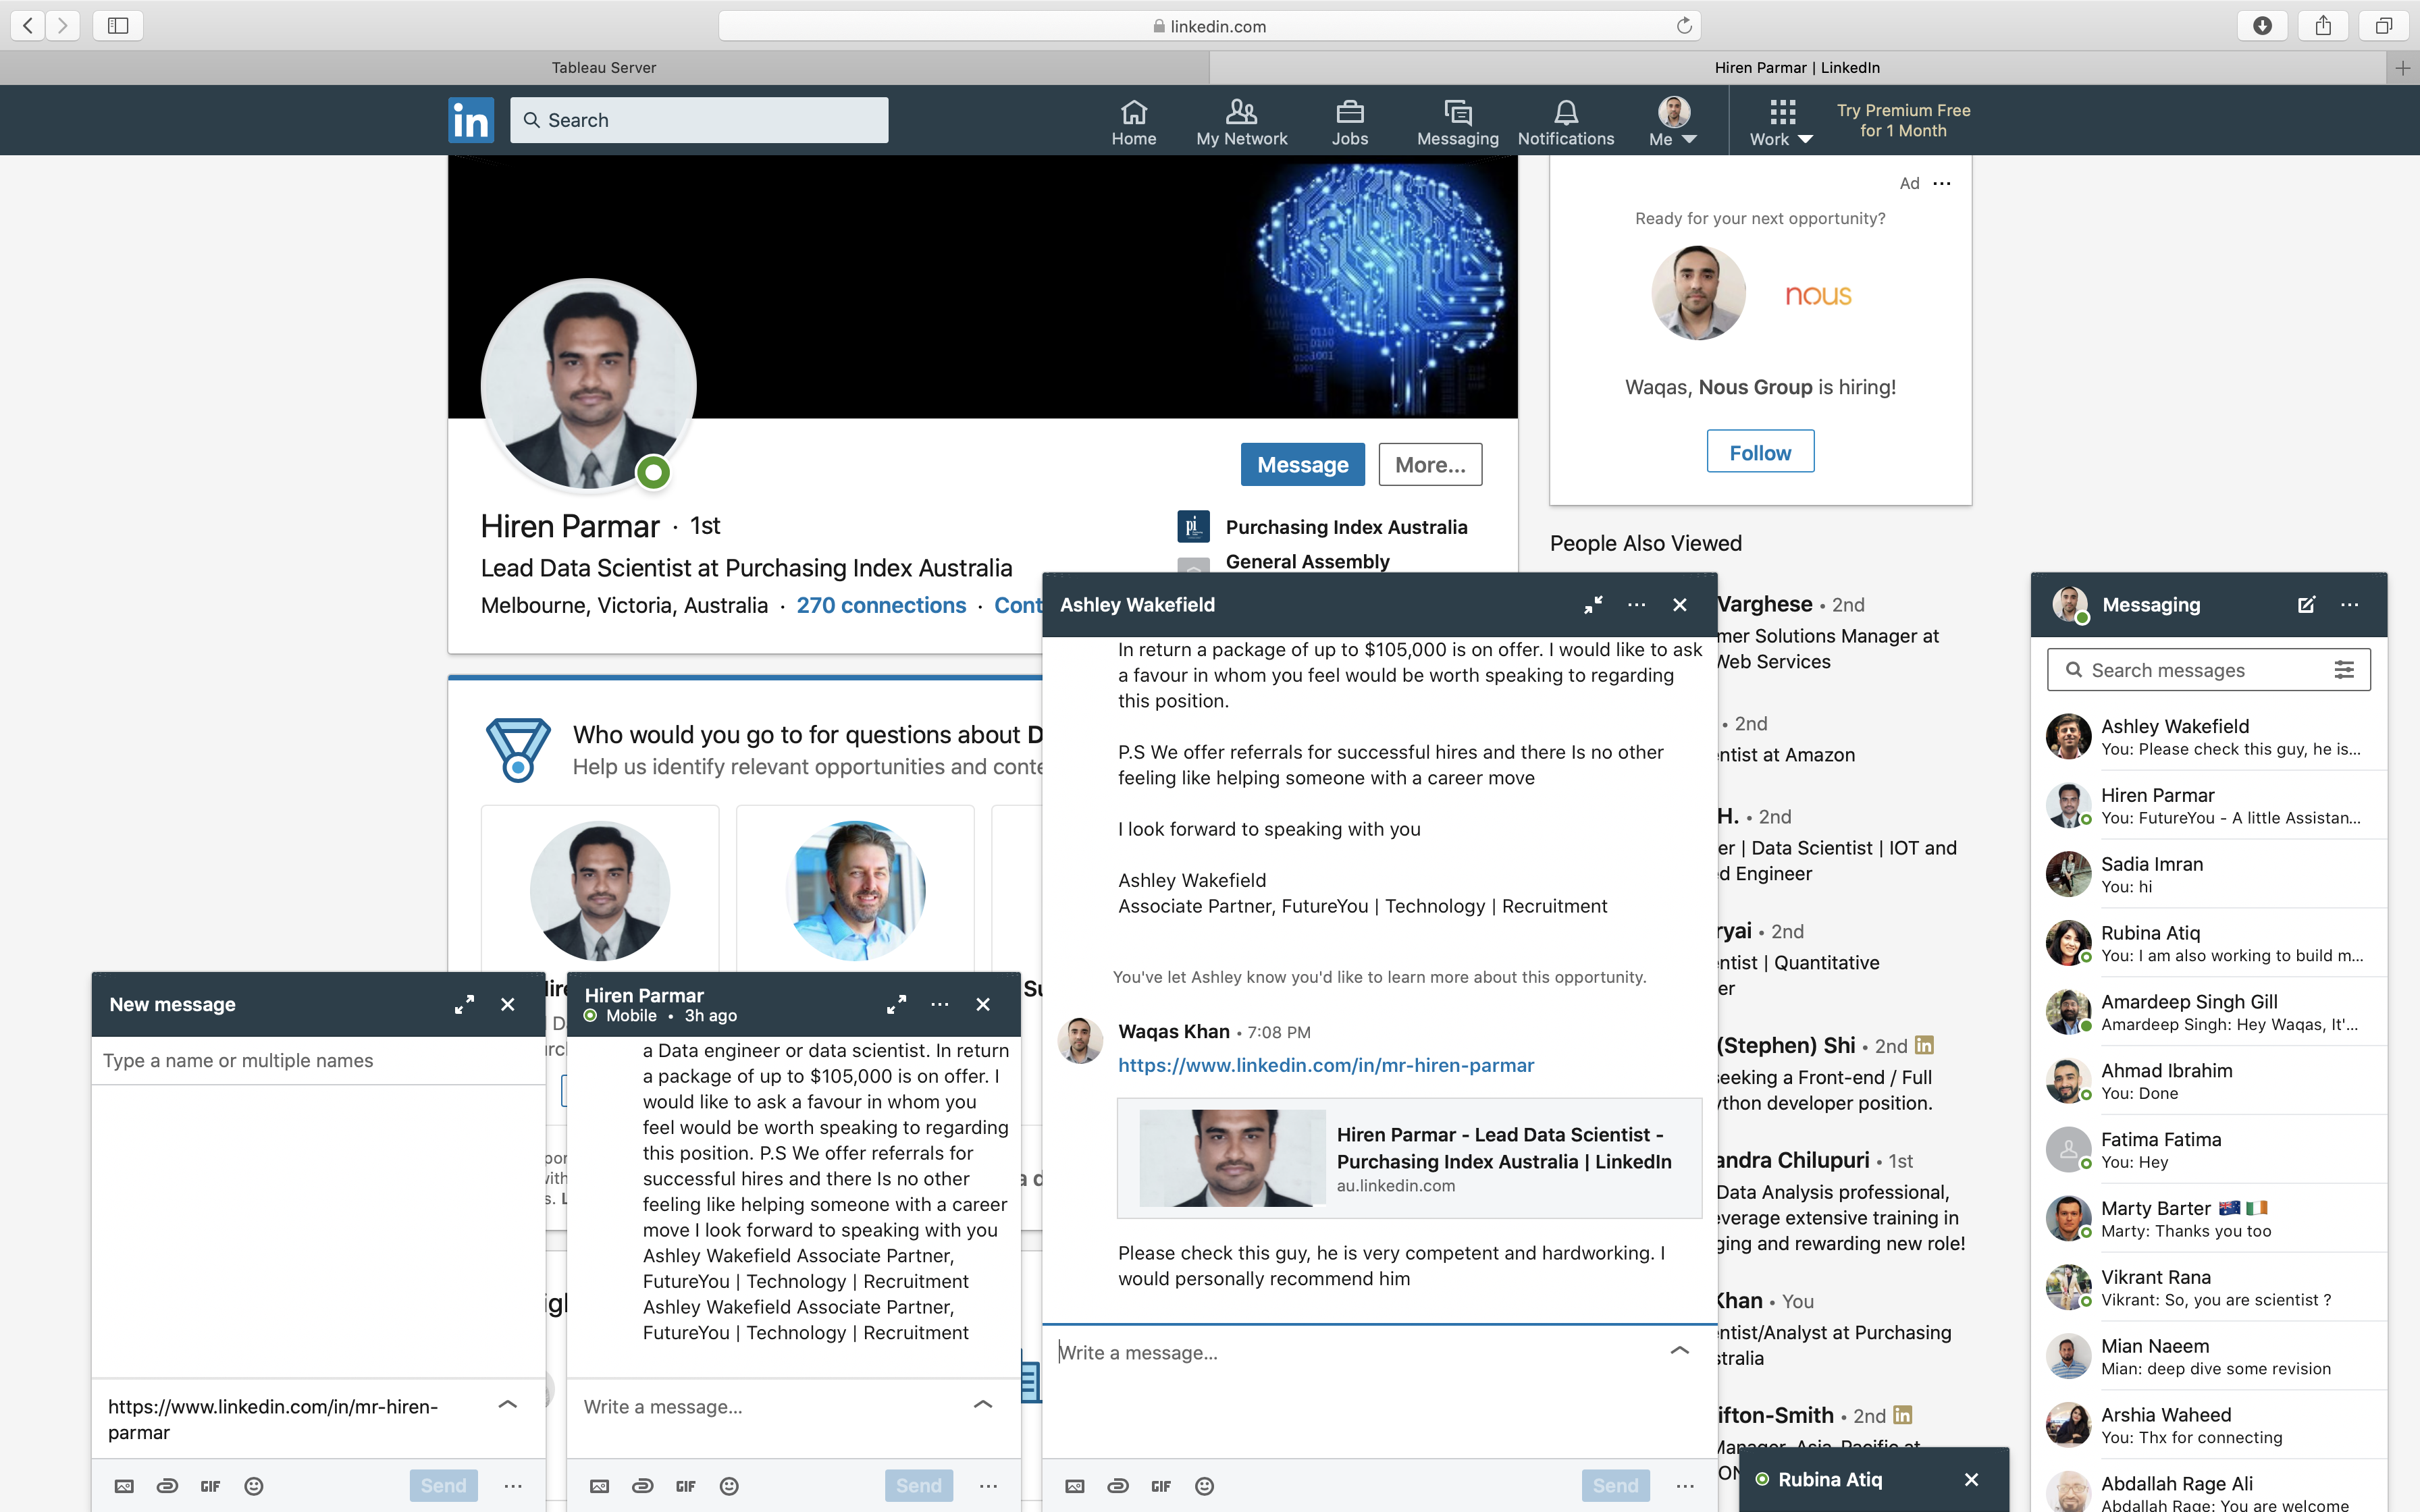 linkedin.com
Tableau Server
Hiren Parmar | LinkedIn
in
Search
Home
My Network
Jobs
Messaging
Notifications
Me
Work
Try Premium Free
for 1 Month
Ad
Ready for your next opportunity?
nous
Waqas, Nous Group is hiring!
Follow
Message
More...
Hiren Parmar · 1st
Lead Data Scientist at Purchasing Index Australia
Melbourne, Victoria, Australia · 270 connections · Cont
pi
Purchasing Index Australia
General Assembly
Who would you go to for questions about D
Help us identify relevant opportunities and conte
People Also Viewed
Varghese • 2nd
mer Solutions Manager at
Web Services
• 2nd
entist at Amazon
H. • 2nd
er | Data Scientist | IOT and
d Engineer
ryai • 2nd
entist | Quantitative
er
(Stephen) Shi • 2nd in
seeking a Front-end / Full
ython developer position.
andra Chilupuri • 1st
Data Analysis professional,
everage extensive training in
ging and rewarding new role!
Khan • You
entist/Analyst at Purchasing
stralia
ifton-Smith • 2nd in
Manager, Asia-Pacific at
New message
Type a name or multiple names
https://www.linkedin.com/in/mr-hiren-
parmar
GIF
Send
Hiren Parmar
Mobile • 3h ago
a Data engineer or data scientist. In return
a package of up to $105,000 is on offer. I
would like to ask a favour in whom you
feel would be worth speaking to regarding
this position. P.S We offer referrals for
successful hires and there Is no other
feeling like helping someone with a career
move I look forward to speaking with you
Ashley Wakefield Associate Partner,
FutureYou | Technology | Recruitment
Ashley Wakefield Associate Partner,
FutureYou | Technology | Recruitment
Write a message...
GIF
Send
Ashley Wakefield
In return a package of up to $105,000 is on offer. I would like to ask
a favour in whom you feel would be worth speaking to regarding
this position.
P.S We offer referrals for successful hires and there Is no other
feeling like helping someone with a career move
I look forward to speaking with you
Ashley Wakefield
Associate Partner, FutureYou | Technology | Recruitment
You've let Ashley know you'd like to learn more about this opportunity.
Waqas Khan • 7:08 PM
https://www.linkedin.com/in/mr-hiren-parmar
Hiren Parmar - Lead Data Scientist -
Purchasing Index Australia | LinkedIn
au.linkedin.com
Please check this guy, he is very competent and hardworking. I
would personally recommend him
Write a message...
GIF
Send
Rubina Atiq
Messaging
Search messages
Ashley Wakefield
You: Please check this guy, he is...
Hiren Parmar
You: FutureYou - A little Assistan...
Sadia Imran
You: hi
Rubina Atiq
You: I am also working to build m...
Amardeep Singh Gill
Amardeep Singh: Hey Waqas, It'...
Ahmad Ibrahim
You: Done
Fatima Fatima
You: Hey
Marty Barter 🇦🇺 🇮🇪
Marty: Thanks you too
Vikrant Rana
Vikrant: So, you are scientist ?
Mian Naeem
Mian: deep dive some revision
Arshia Waheed
You: Thx for connecting
Abdallah Rage Ali
Abdallah Rage: You are welcome